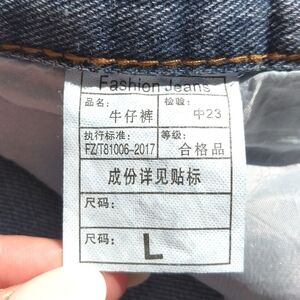 Fashion Jeans
品名： 检验：
牛仔裤 中23
执行标准： 等级：
FZ/T81006-2017 合格品
成份详见贴标
尺码：
尺码： L